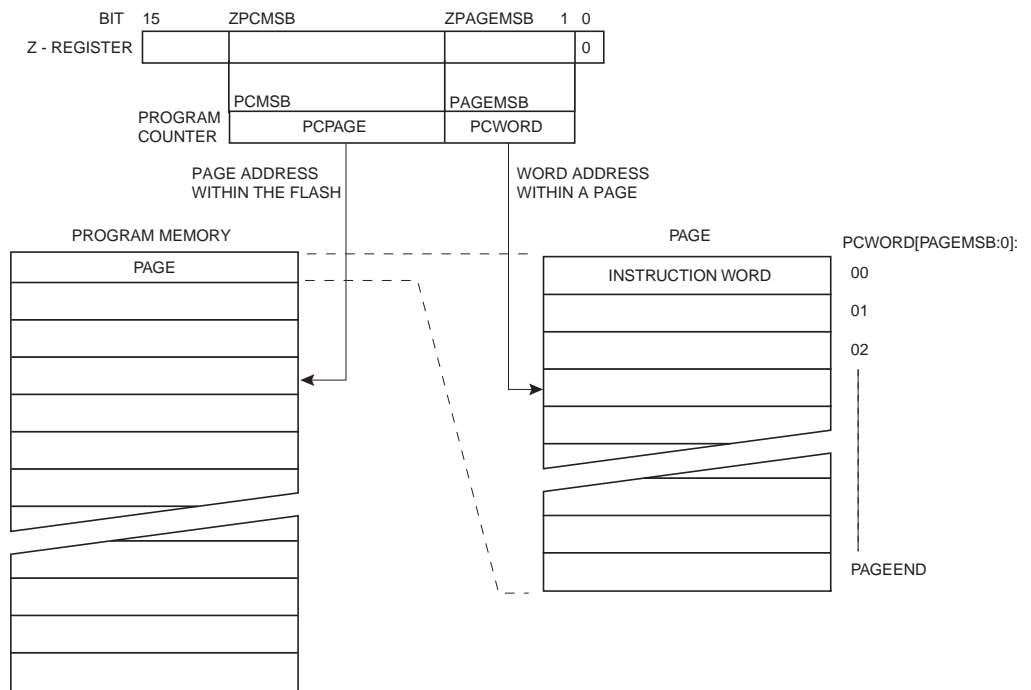 BIT 15 ZPCMSB ZPAGEMSB 1 0
Z - REGISTER 0
PCMSB PAGEMSB
PROGRAM
COUNTER
PCPAGE PCWORD
PAGE ADDRESS
WITHIN THE FLASH
WORD ADDRESS
WITHIN A PAGE
PROGRAM MEMORY
PAGE
PAGE
PCWORD[PAGEMSB:0]:
INSTRUCTION WORD 00
01
02
PAGEEND